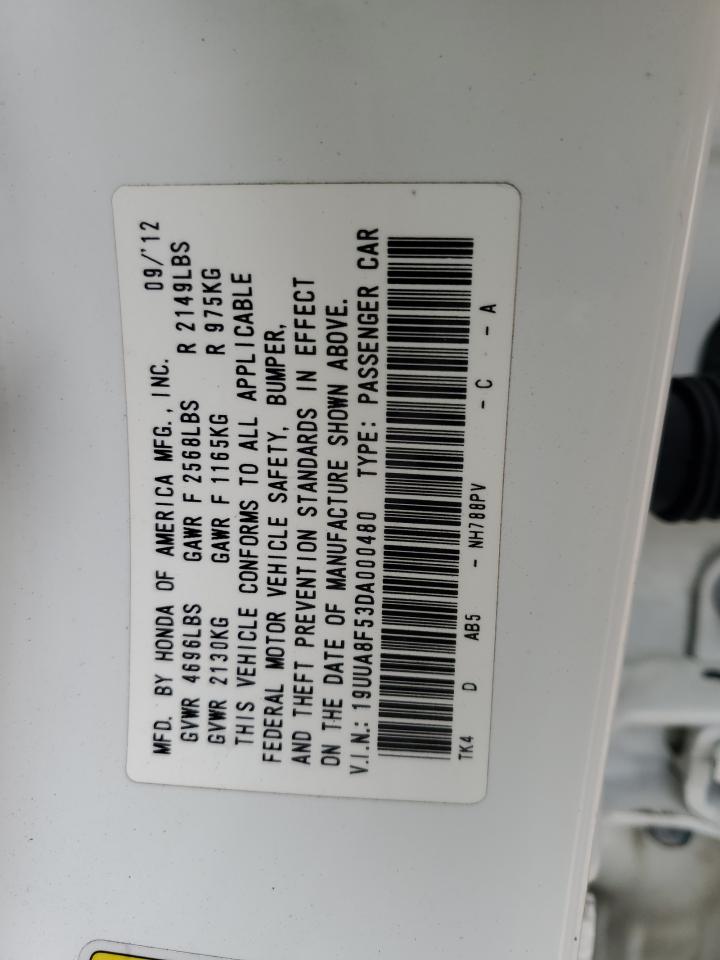 MFD. BY HONDA OF AMERICA MFG., INC. 09/'12
GVWR 4696LBS GAWR F 2568LBS R 2149LBS
GVWR 2130KG GAWR F 1165KG R 975KG
THIS VEHICLE CONFORMS TO ALL APPLICABLE
FEDERAL MOTOR VEHICLE SAFETY, BUMPER,
AND THEFT PREVENTION STANDARDS IN EFFECT
ON THE DATE OF MANUFACTURE SHOWN ABOVE.
V.I.N.: 19UUA8F53DA000480 TYPE: PASSENGER CAR
TK4 D AB5 - NH788PV - C - A